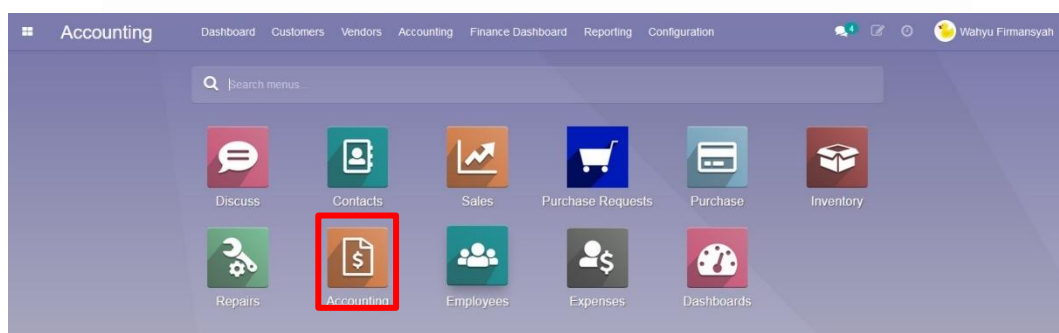 Accounting Dashboard Customers Vendors Accounting Finance Dashboard Reporting Configuration 4 Wahyu Firmansyah
Search menus...
Discuss Contacts Sales Purchase Requests Purchase Inventory
Repairs Accounting Employees Expenses Dashboards